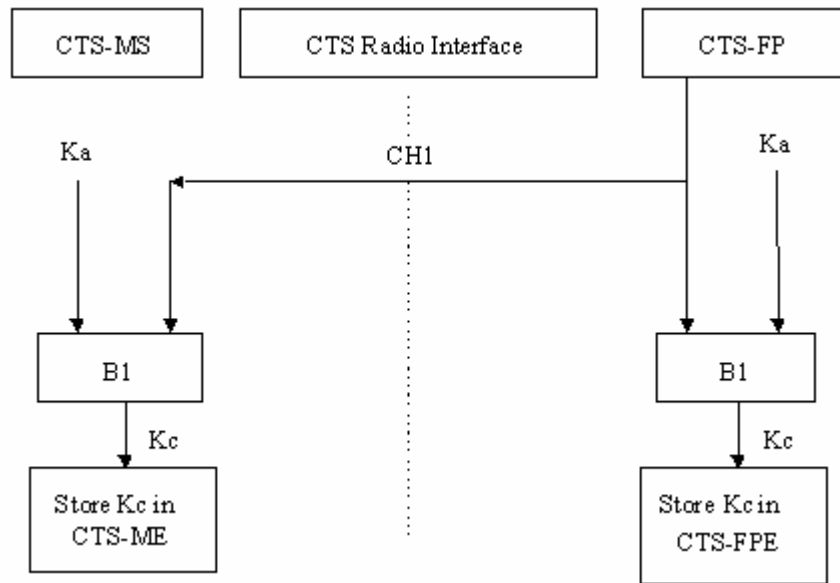 CTS-MS
CTS Radio Interface
CTS-FP
Ka
CH1
Ka
B1
B1
Kc
Kc
Store Kc in
CTS-ME
Store Kc in
CTS-FPE